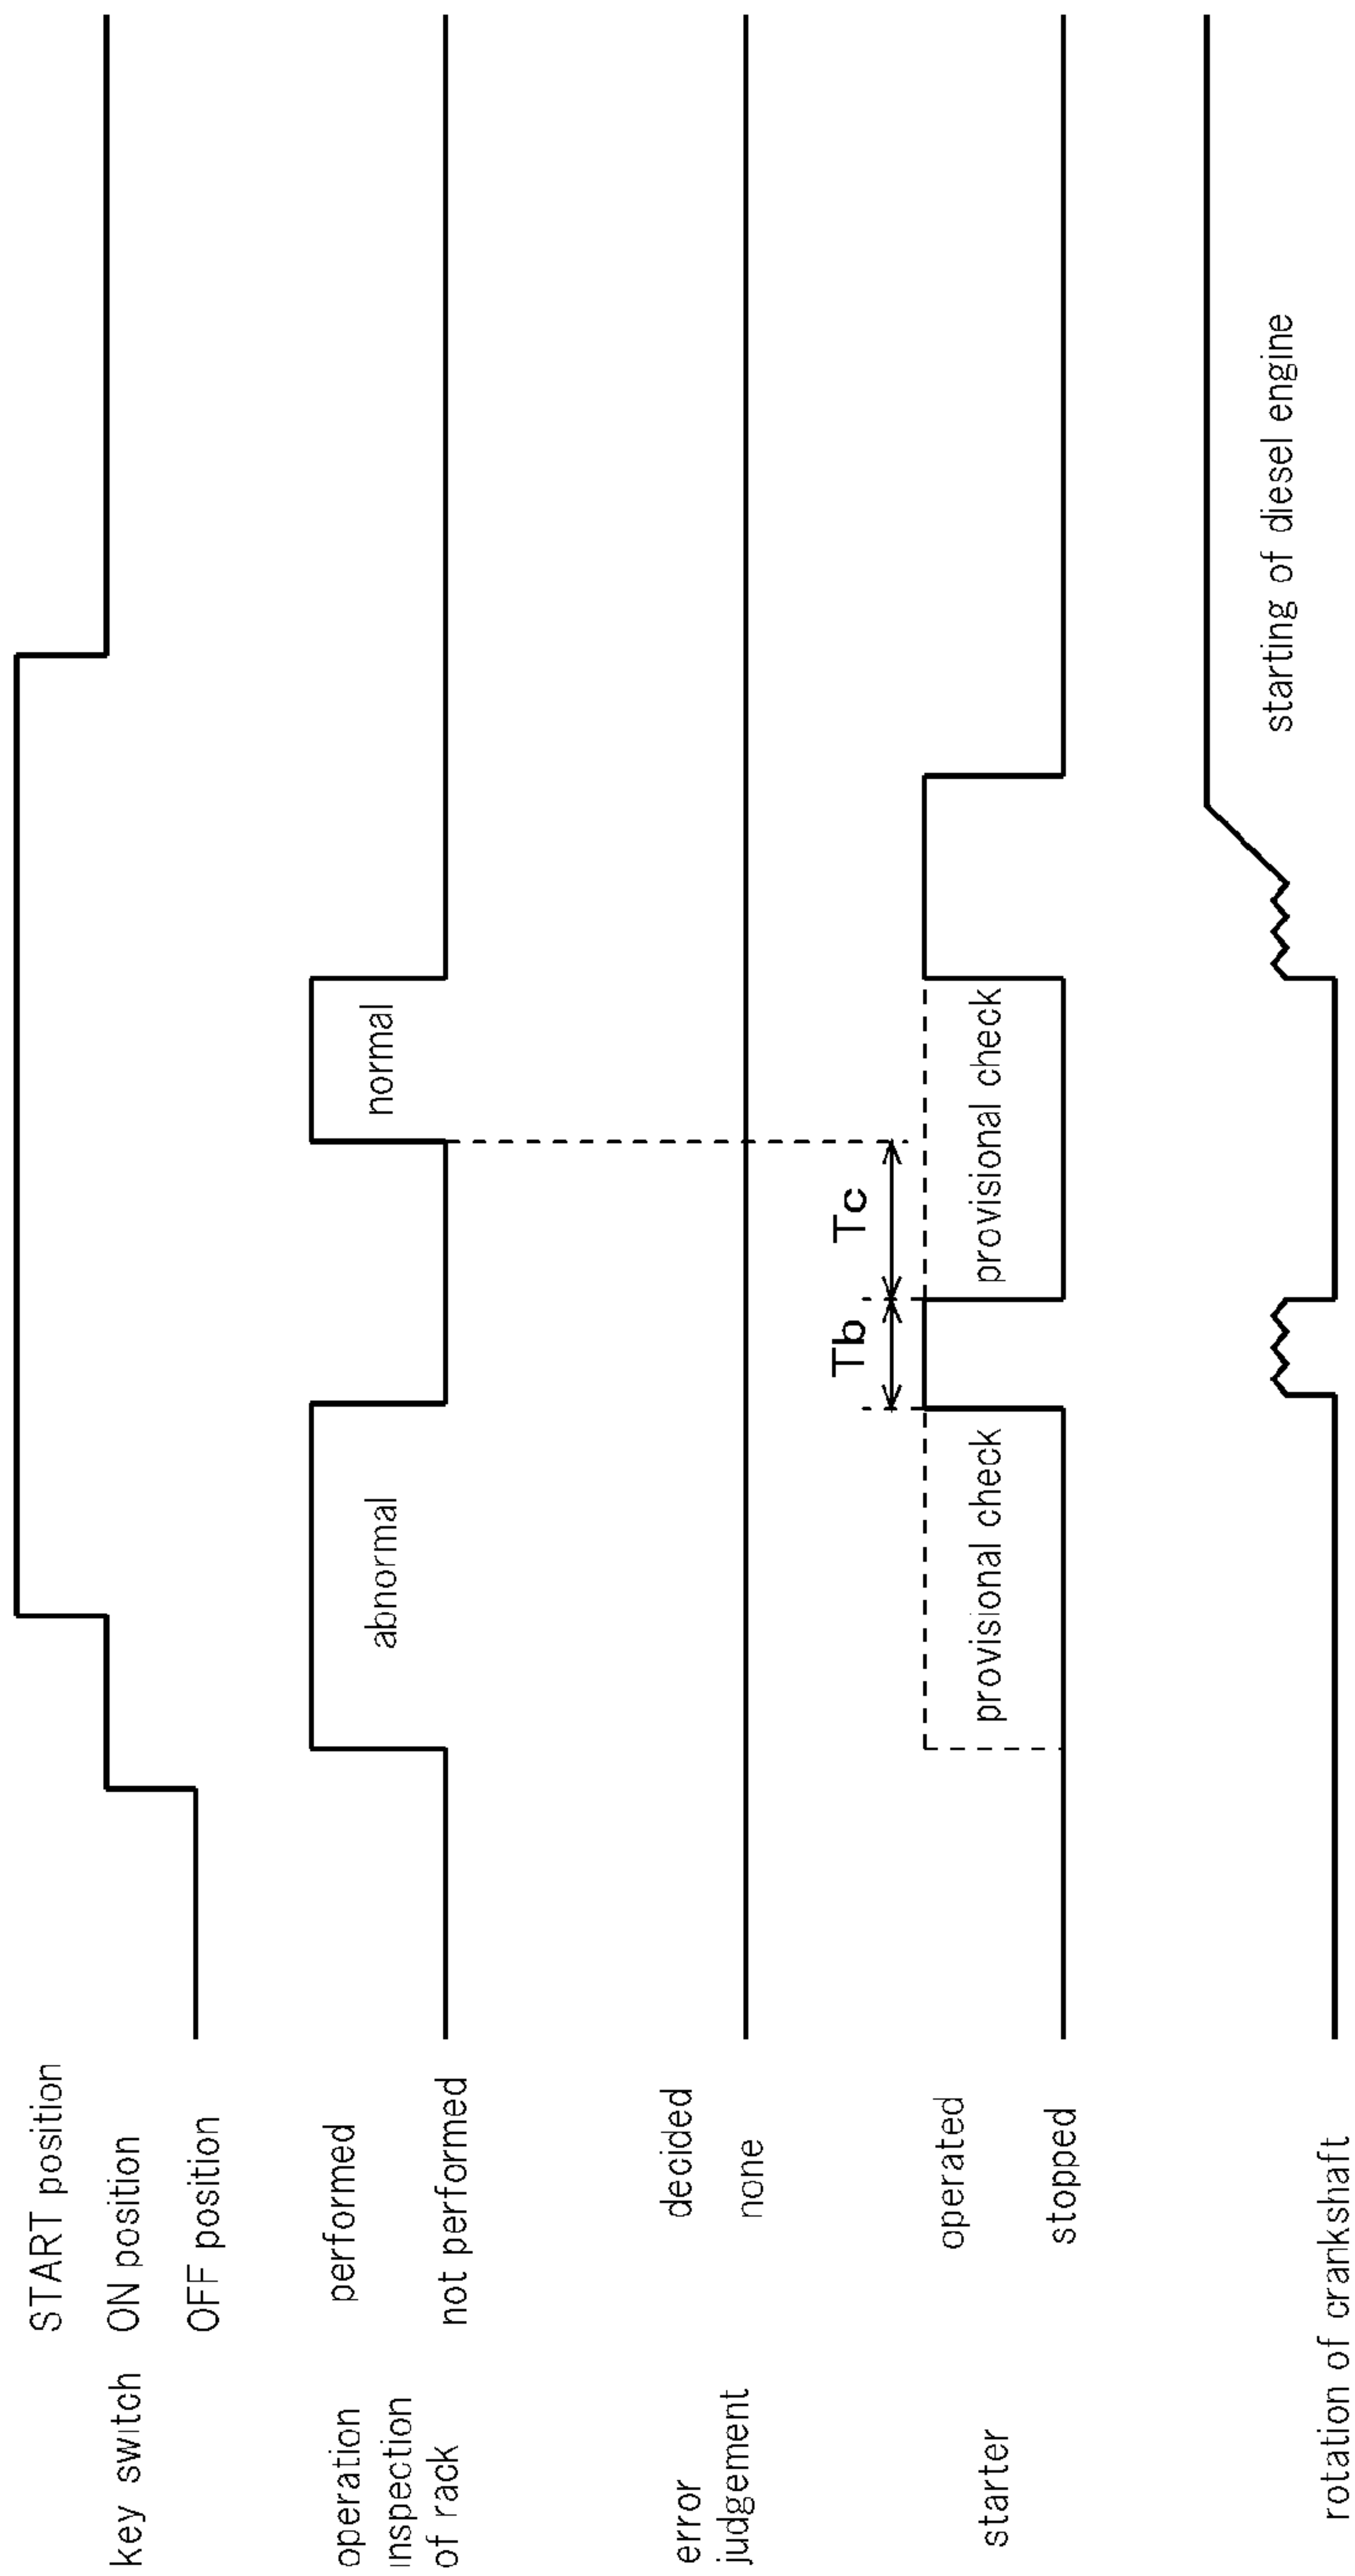 START position
key switch ON position
OFF position
operation
inspection
of rack
performed
not performed
abnormal
normal
error
judgement
decided
none
starter
operated
stopped
Tb
Tc
provisional check
provisional check
rotation of crankshaft
starting of diesel engine